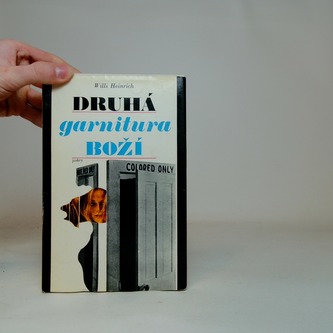 Willi Heinrich
DRUHÁ
garnitura
BOŽÍ
COLORED ONLY